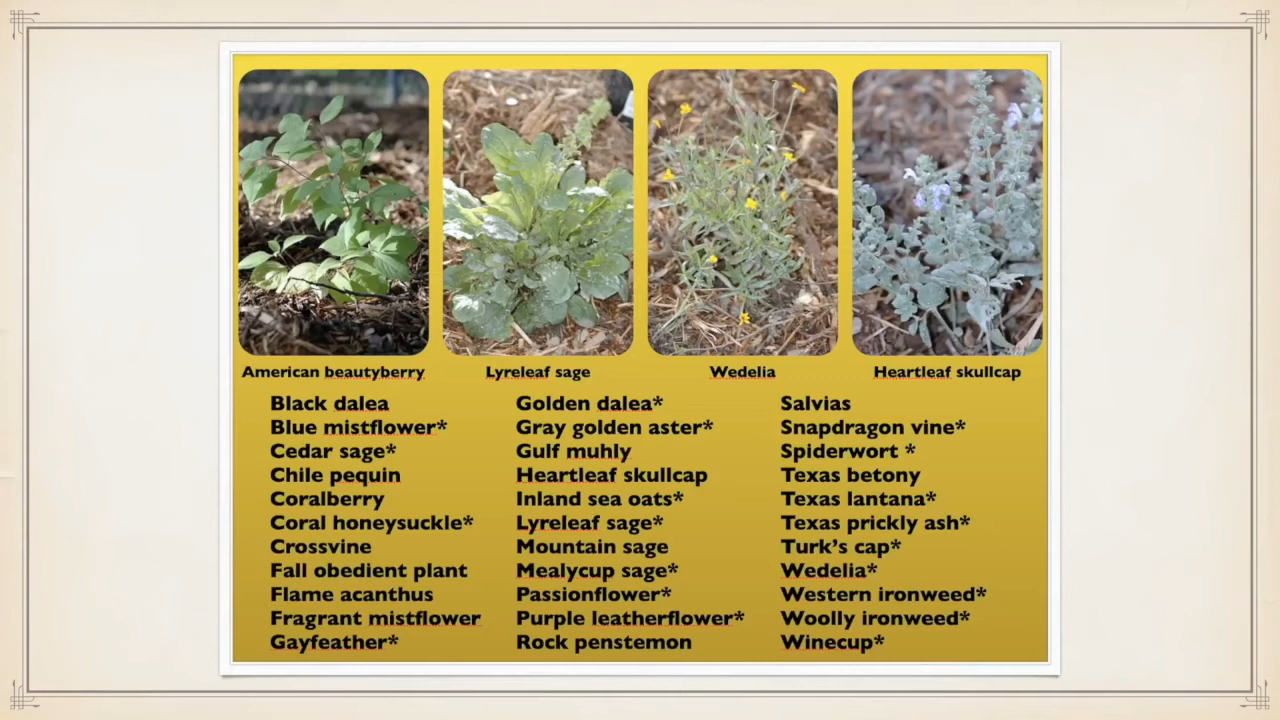 American beautyberry
Lyreleaf sage
Wedelia
Heartleaf skullcap
Black dalea
Blue mistflower*
Cedar sage*
Chile pequin
Coralberry
Coral honeysuckle*
Crossvine
Fall obedient plant
Flame acanthus
Fragrant mistflower
Gayfeather*
Golden dalea*
Gray golden aster*
Gulf muhly
Heartleaf skullcap
Inland sea oats*
Lyreleaf sage*
Mountain sage
Mealycup sage*
Passionflower*
Purple leatherflower*
Rock penstemon
Salvias
Snapdragon vine*
Spiderwort *
Texas betony
Texas lantana*
Texas prickly ash*
Turk’s cap*
Wedelia*
Western ironweed*
Woolly ironweed*
Winecup*